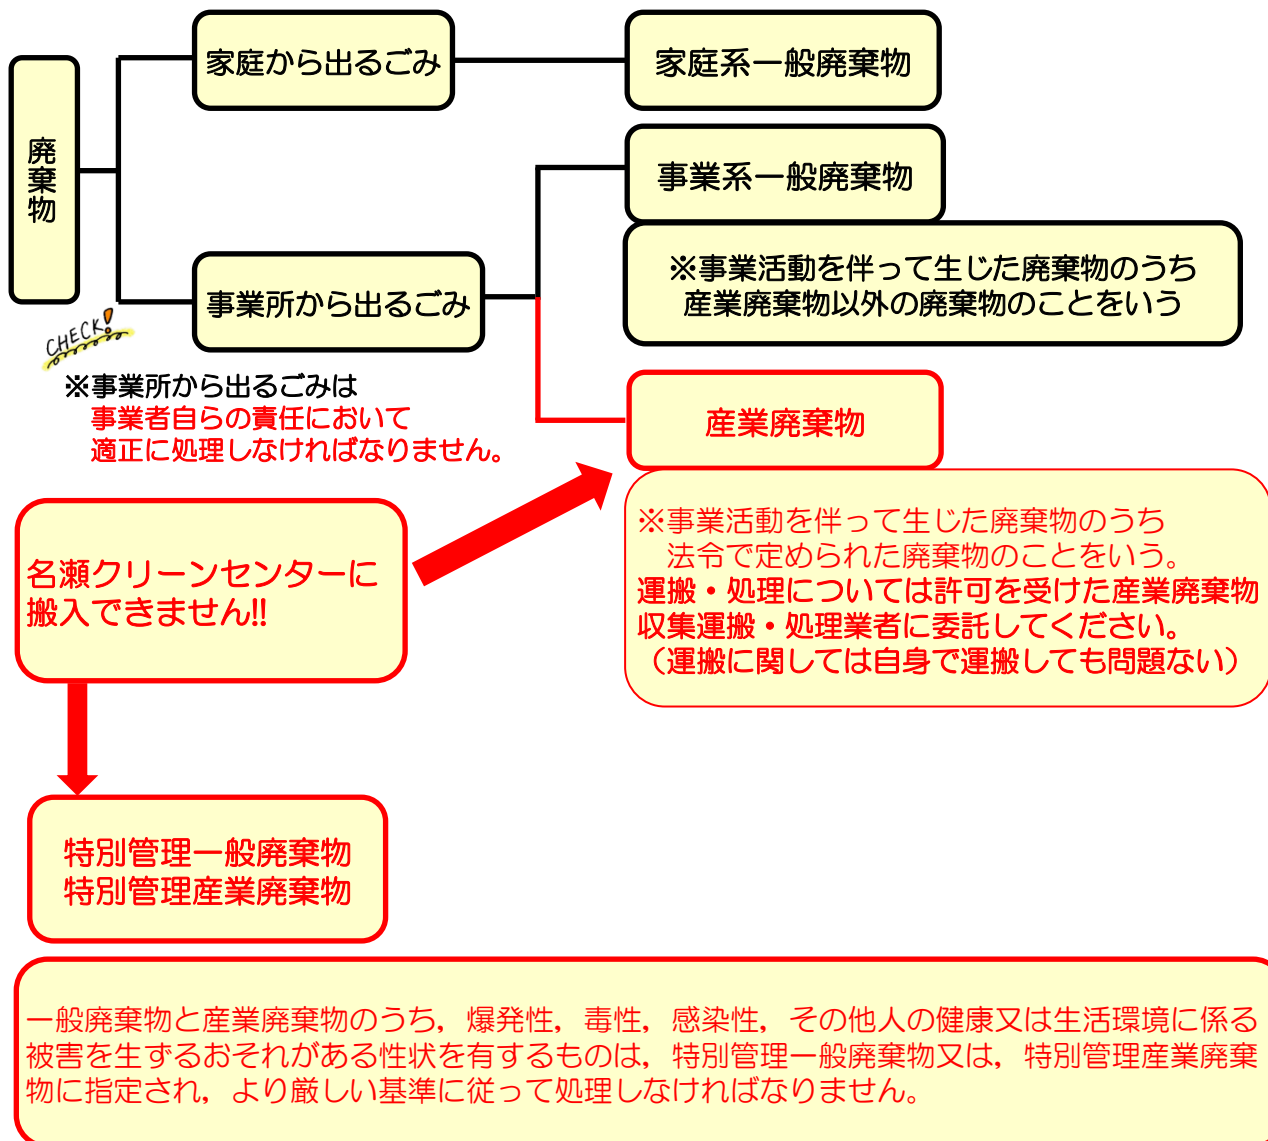 廃棄物
家庭から出るごみ
家庭系一般廃棄物
事業系一般廃棄物
※事業活動を伴って生じた廃棄物のうち
産業廃棄物以外の廃棄物のことをいう
事業所から出るごみ
CHECK!
※事業所から出るごみは
事業者自らの責任において
適正に処理しなければなりません。
産業廃棄物
※事業活動を伴って生じた廃棄物のうち
法令で定められた廃棄物のことをいう。
運搬・処理については許可を受けた産業廃棄物
収集運搬・処理業者に委託してください。
（運搬に関しては自身で運搬しても問題ない）
名瀬クリーンセンターに
搬入できません!!
特別管理一般廃棄物
特別管理産業廃棄物
一般廃棄物と産業廃棄物のうち，爆発性，毒性，感染性，その他人の健康又は生活環境に係る
被害を生ずるおそれがある性状を有するものは，特別管理一般廃棄物又は，特別管理産業廃棄
物に指定され，より厳しい基準に従って処理しなければなりません。